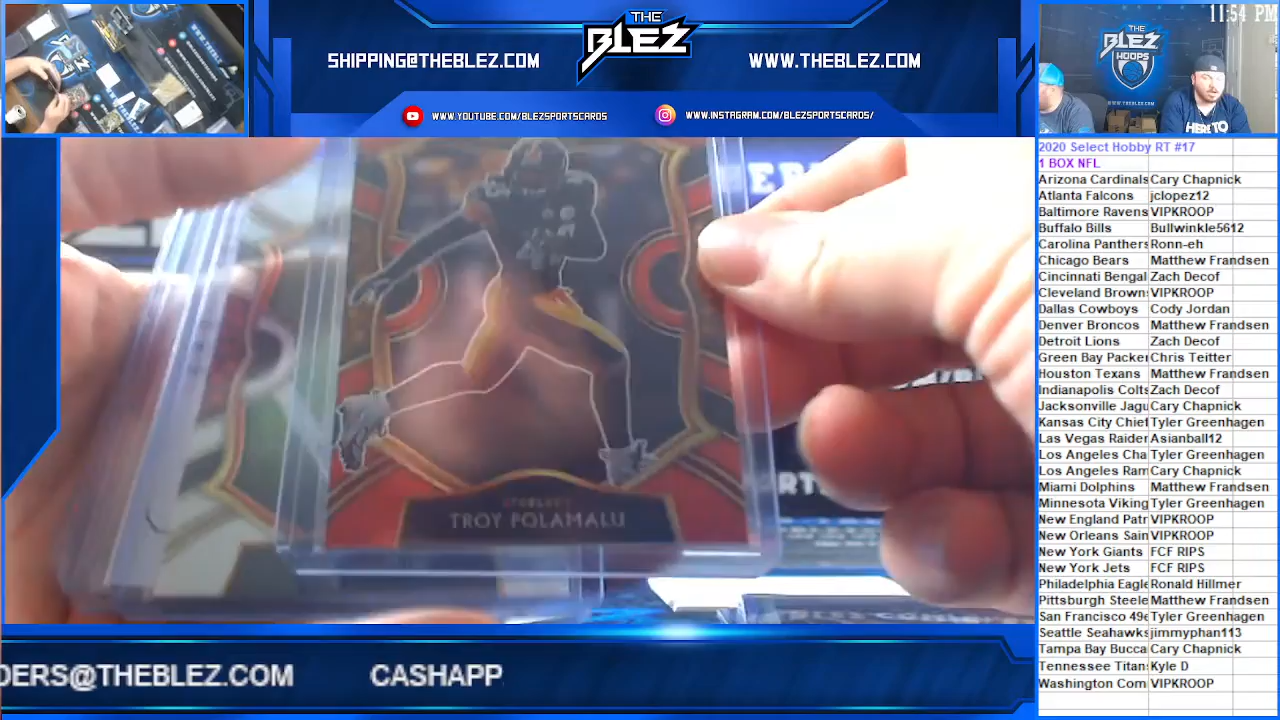 11:54 PM
THE
BLEZ
SHIPPING@THEBLEZ.COM
WWW.THEBLEZ.COM
WWW.YOUTUBE.COM/BLEZSPORTSCARDS
WWW.INSTAGRAM.COM/BLEZSPORTSCARDS/
THE
BLEZ
HOOPS
WWW.THEBLEZ.COM
2020 Select Hobby RT #17
1 BOX NFL
Arizona Cardinals Cary Chapnick
Atlanta Falcons jclopez12
Baltimore Ravens VIPKROOP
Buffalo Bills Bullwinkle5612
Carolina Panthers Ronn-eh
Chicago Bears Matthew Frandsen
Cincinnati Bengal Zach Decof
Cleveland Brown VIPKROOP
Dallas Cowboys Cody Jordan
Denver Broncos Matthew Frandsen
Detroit Lions Zach Decof
Green Bay Packer Chris Teitter
Houston Texans Matthew Frandsen
Indianapolis Colts Zach Decof
Jacksonville Jagu Cary Chapnick
Kansas City Chief Tyler Greenhagen
Las Vegas Raider Asianball12
Los Angeles Cha Tyler Greenhagen
Los Angeles Ram Cary Chapnick
Miami Dolphins Matthew Frandsen
Minnesota Viking Tyler Greenhagen
New England Patr VIPKROOP
New Orleans Sain VIPKROOP
New York Giants FCF RIPS
New York Jets FCF RIPS
Philadelphia Eagle Ronald Hillmer
Pittsburgh Steele Matthew Frandsen
San Francisco 49e Tyler Greenhagen
Seattle Seahawks jimmyphan113
Tampa Bay Bucca Cary Chapnick
Tennessee Titans Kyle D
Washington Com VIPKROOP
STEELERS
TROY POLAMALU
DERS@THEBLEZ.COM
CASHAPP